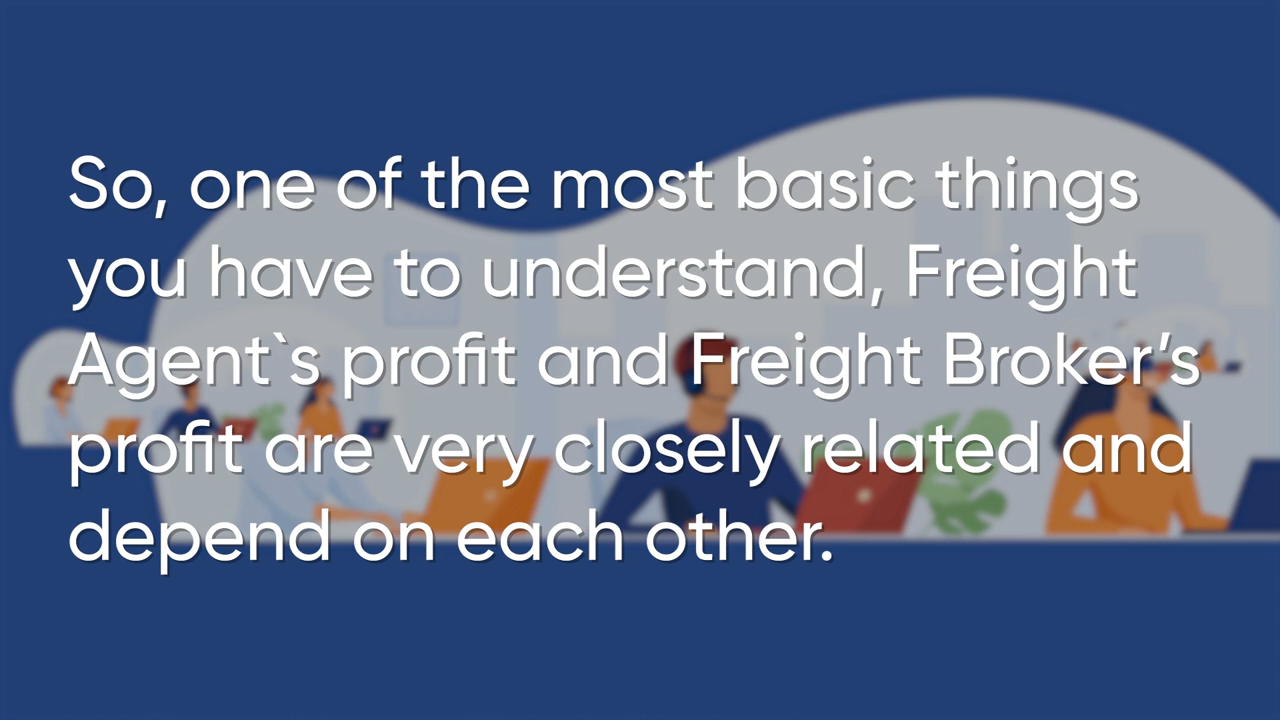 So, one of the most basic things
you have to understand, Freight
Agent`s profit and Freight Broker’s
profit are very closely related and
depend on each other.